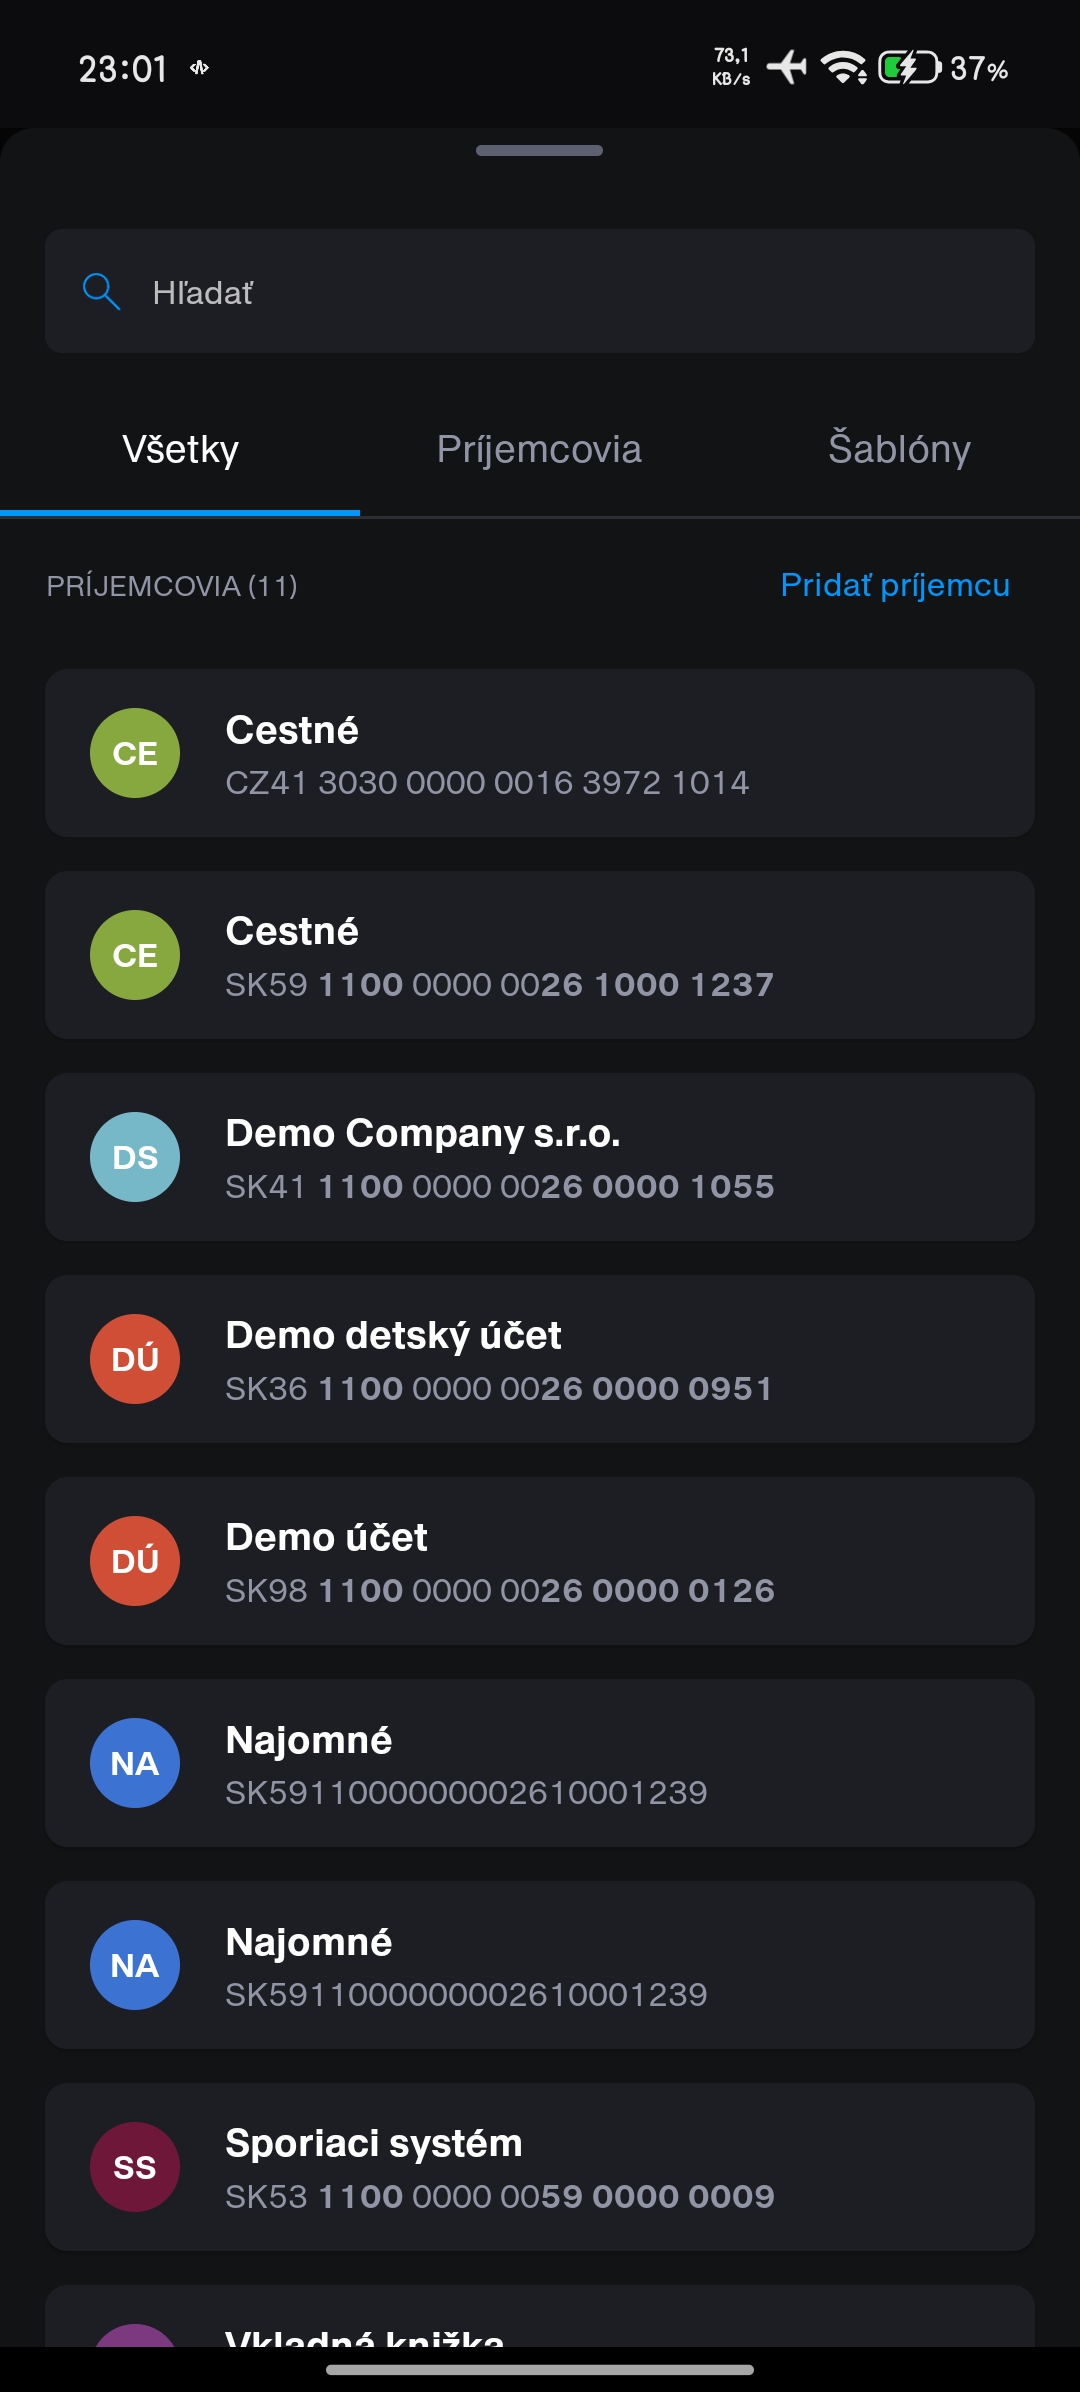 23:01
73,1
KB/s
37%
Hľadať
Všetky
Príjemcovia
Šablóny
PRÍJEMCOVIA (11)
Pridať príjemcu
CE
Cestné
CZ41 3030 0000 0016 3972 1014
CE
Cestné
SK59 1100 0000 0026 1000 1237
DS
Demo Company s.r.o.
SK41 1100 0000 0026 0000 1055
DÚ
Demo detský účet
SK36 1100 0000 0026 0000 0951
DÚ
Demo účet
SK98 1100 0000 0026 0000 0126
NA
Najomné
SK5911000000002610001239
NA
Najomné
SK5911000000002610001239
SS
Sporiaci systém
SK53 1100 0000 0059 0000 0009
Vkladná knižka